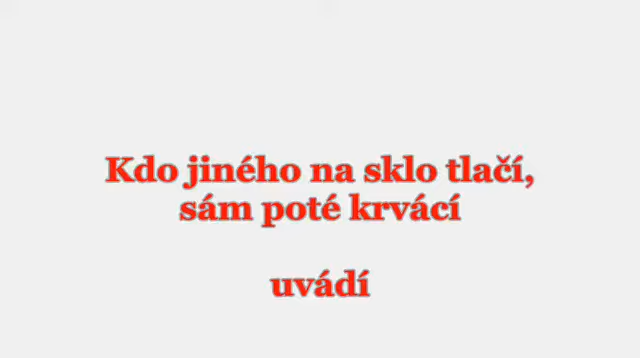 Kdo jiného na sklo tlačí,
sám poté krvácí
uvádí